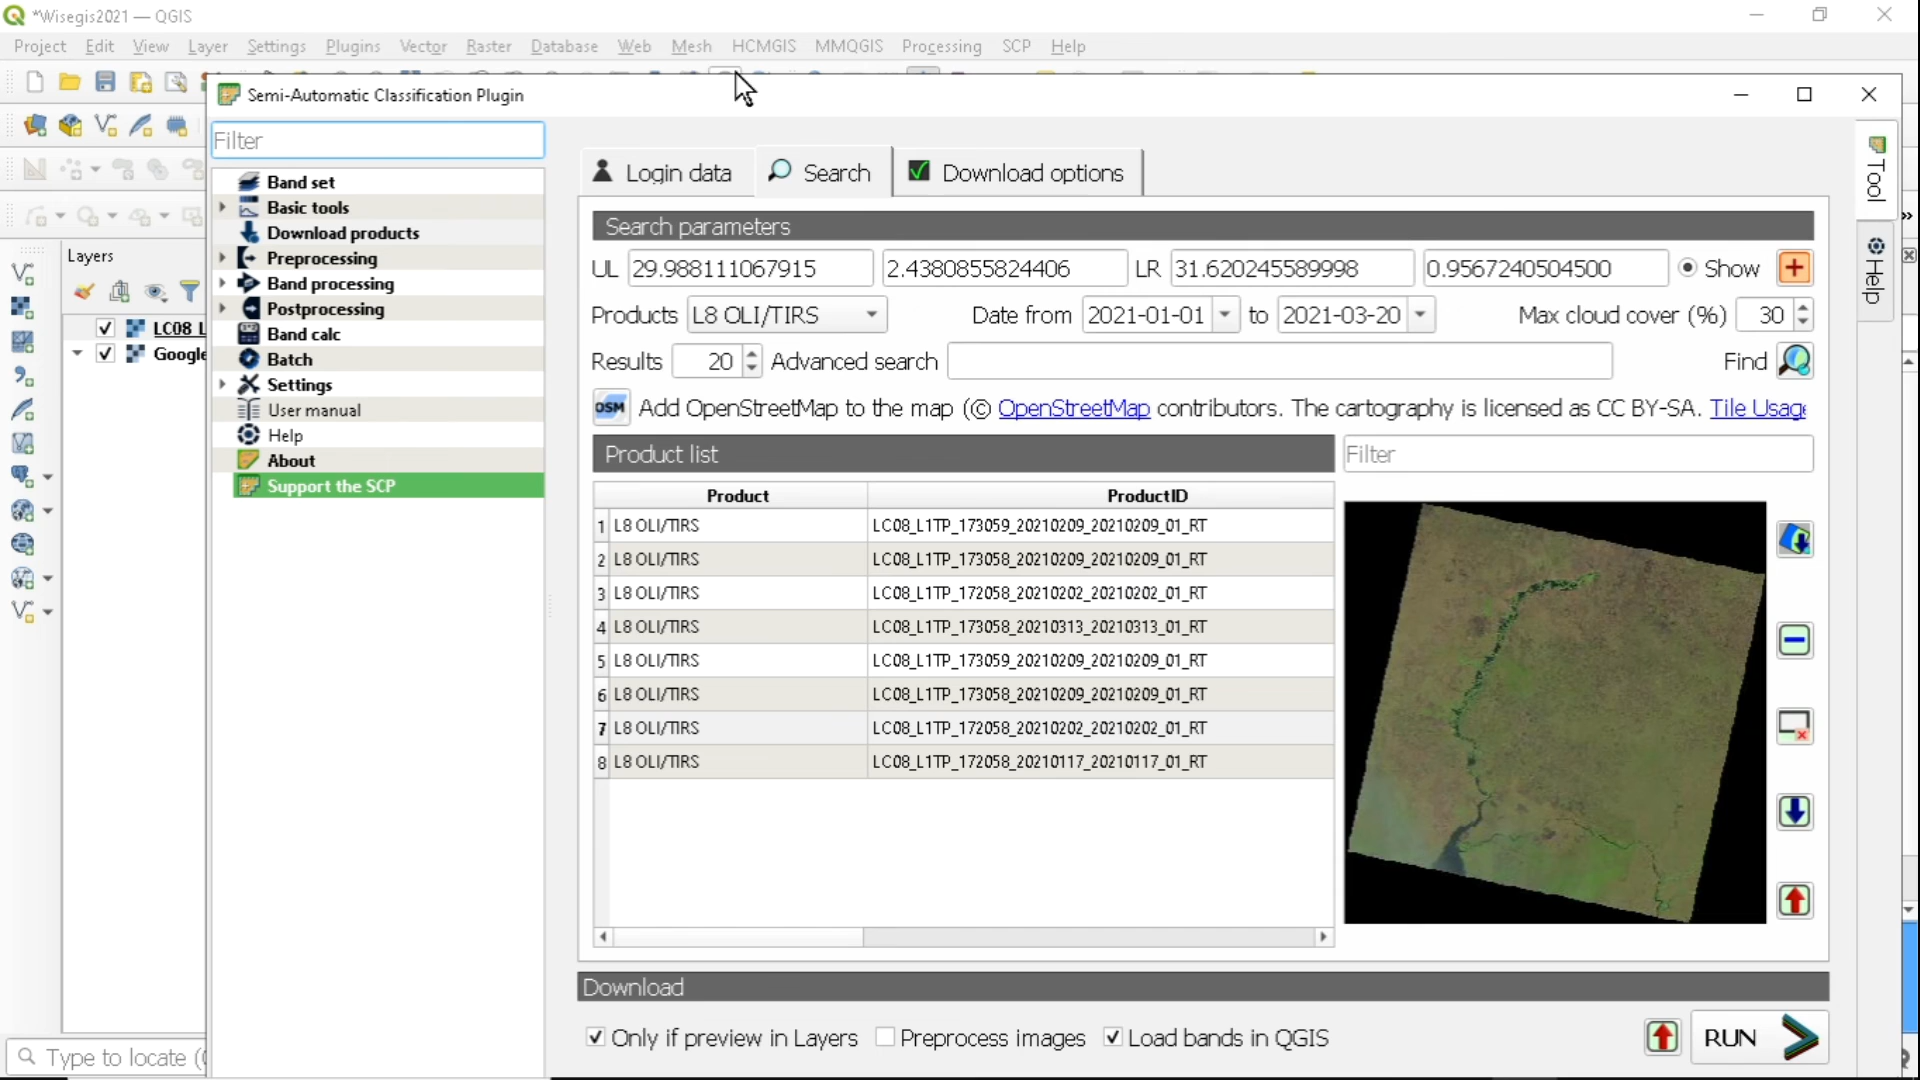 *Wisegis2021 — QGIS
Project Edit View Layer Settings Plugins Vector Raster Database Web Mesh HCMGIS MMQGIS Processing SCP Help
Semi-Automatic Classification Plugin
Filter
Band set
Basic tools
Download products
Preprocessing
Band processing
Postprocessing
Band calc
Batch
Settings
User manual
Help
About
Support the SCP
Layers
LC08 L
Google
Type to locate (
Login data Search Download options
Search parameters
UL 29.988111067915 2.4380855824406 LR 31.620245589998 0.9567240504500 Show
Products L8 OLI/TIRS Date from 2021-01-01 to 2021-03-20 Max cloud cover (%) 30
Results 20 Advanced search Find
OSM Add OpenStreetMap to the map (© OpenStreetMap contributors. The cartography is licensed as CC BY-SA. Tile Usage
Product list Filter
Product ProductID
1 L8 OLI/TIRS LC08_L1TP_173059_20210209_20210209_01_RT
2 L8 OLI/TIRS LC08_L1TP_173058_20210209_20210209_01_RT
3 L8 OLI/TIRS LC08_L1TP_172058_20210202_20210202_01_RT
4 L8 OLI/TIRS LC08_L1TP_173058_20210313_20210313_01_RT
5 L8 OLI/TIRS LC08_L1TP_173059_20210209_20210209_01_RT
6 L8 OLI/TIRS LC08_L1TP_173058_20210209_20210209_01_RT
7 L8 OLI/TIRS LC08_L1TP_172058_20210202_20210202_01_RT
8 L8 OLI/TIRS LC08_L1TP_172058_20210117_20210117_01_RT
Download
Only if preview in Layers Preprocess images Load bands in QGIS RUN
Tool
Help